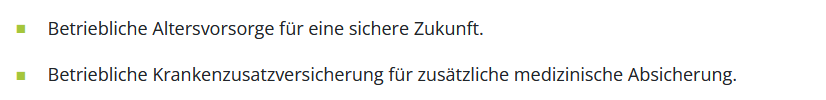 Betriebliche Altersvorsorge für eine sichere Zukunft.
Betriebliche Krankenzusatzversicherung für zusätzliche medizinische Absicherung.